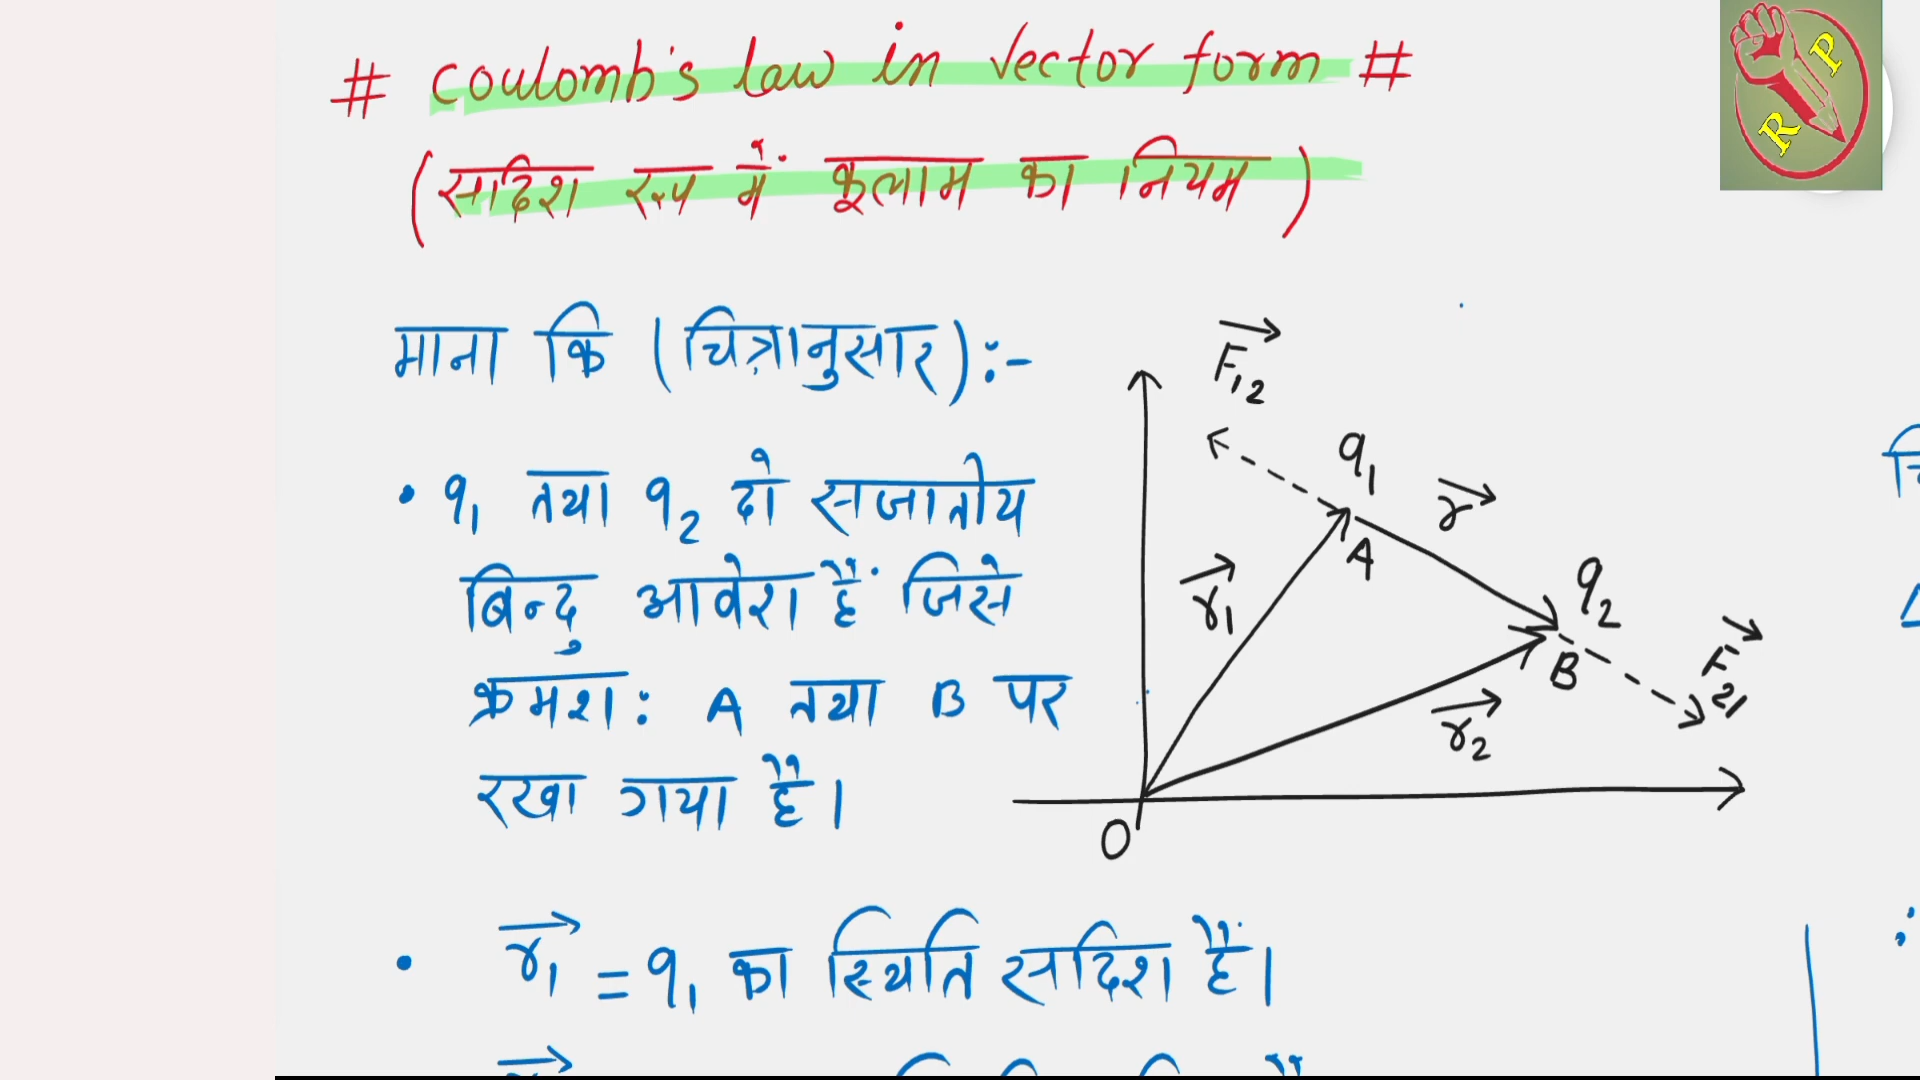 # Coulomb's law in vector form #
(सदिश रूप में कूलाम का नियम)
माना कि (चित्रानुसार):-
• q₁ तथा q₂ दो सजातीय
बिन्दु आवेश हैं जिसे
क्रमश: A तथा B पर
रखा गया है।
• r₁ = q₁ का स्थिति सदिश हैं।
F₁₂
q₁
r
A
r₁
q₂
B
F₂₁
r₂
O
R P